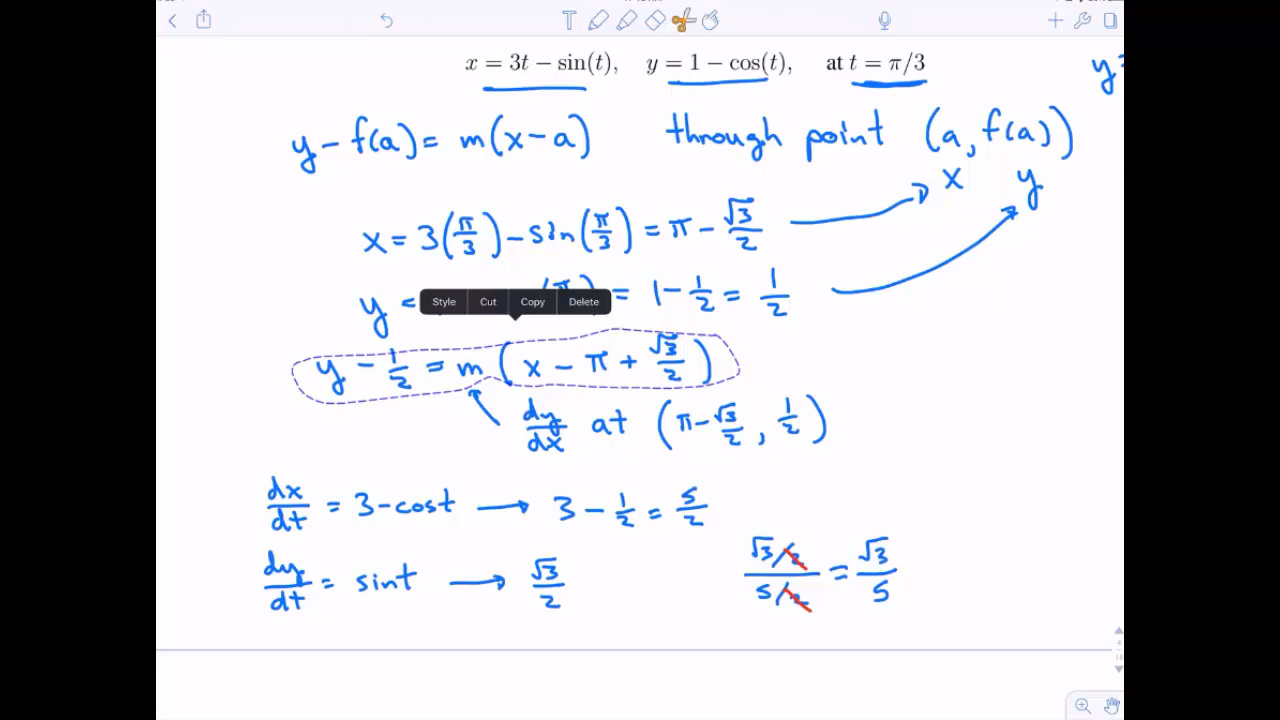 x = 3t − sin(t), y = 1 − cos(t), at t = π/3
y - f(a) = m(x - a) through point (a, f(a))
x y
x = 3(π/3) - sin(π/3) = π - √3/2
Style Cut Copy Delete
y = (π = 1 - 1/2 = 1/2
y - 1/2 = m(x - π + √3/2)
dy/dx at (π - √3/2, 1/2)
dx/dt = 3 - cost → 3 - 1/2 = 5/2
dy/dt = sint → √3/2
√3/2 / 5/2 = √3/5